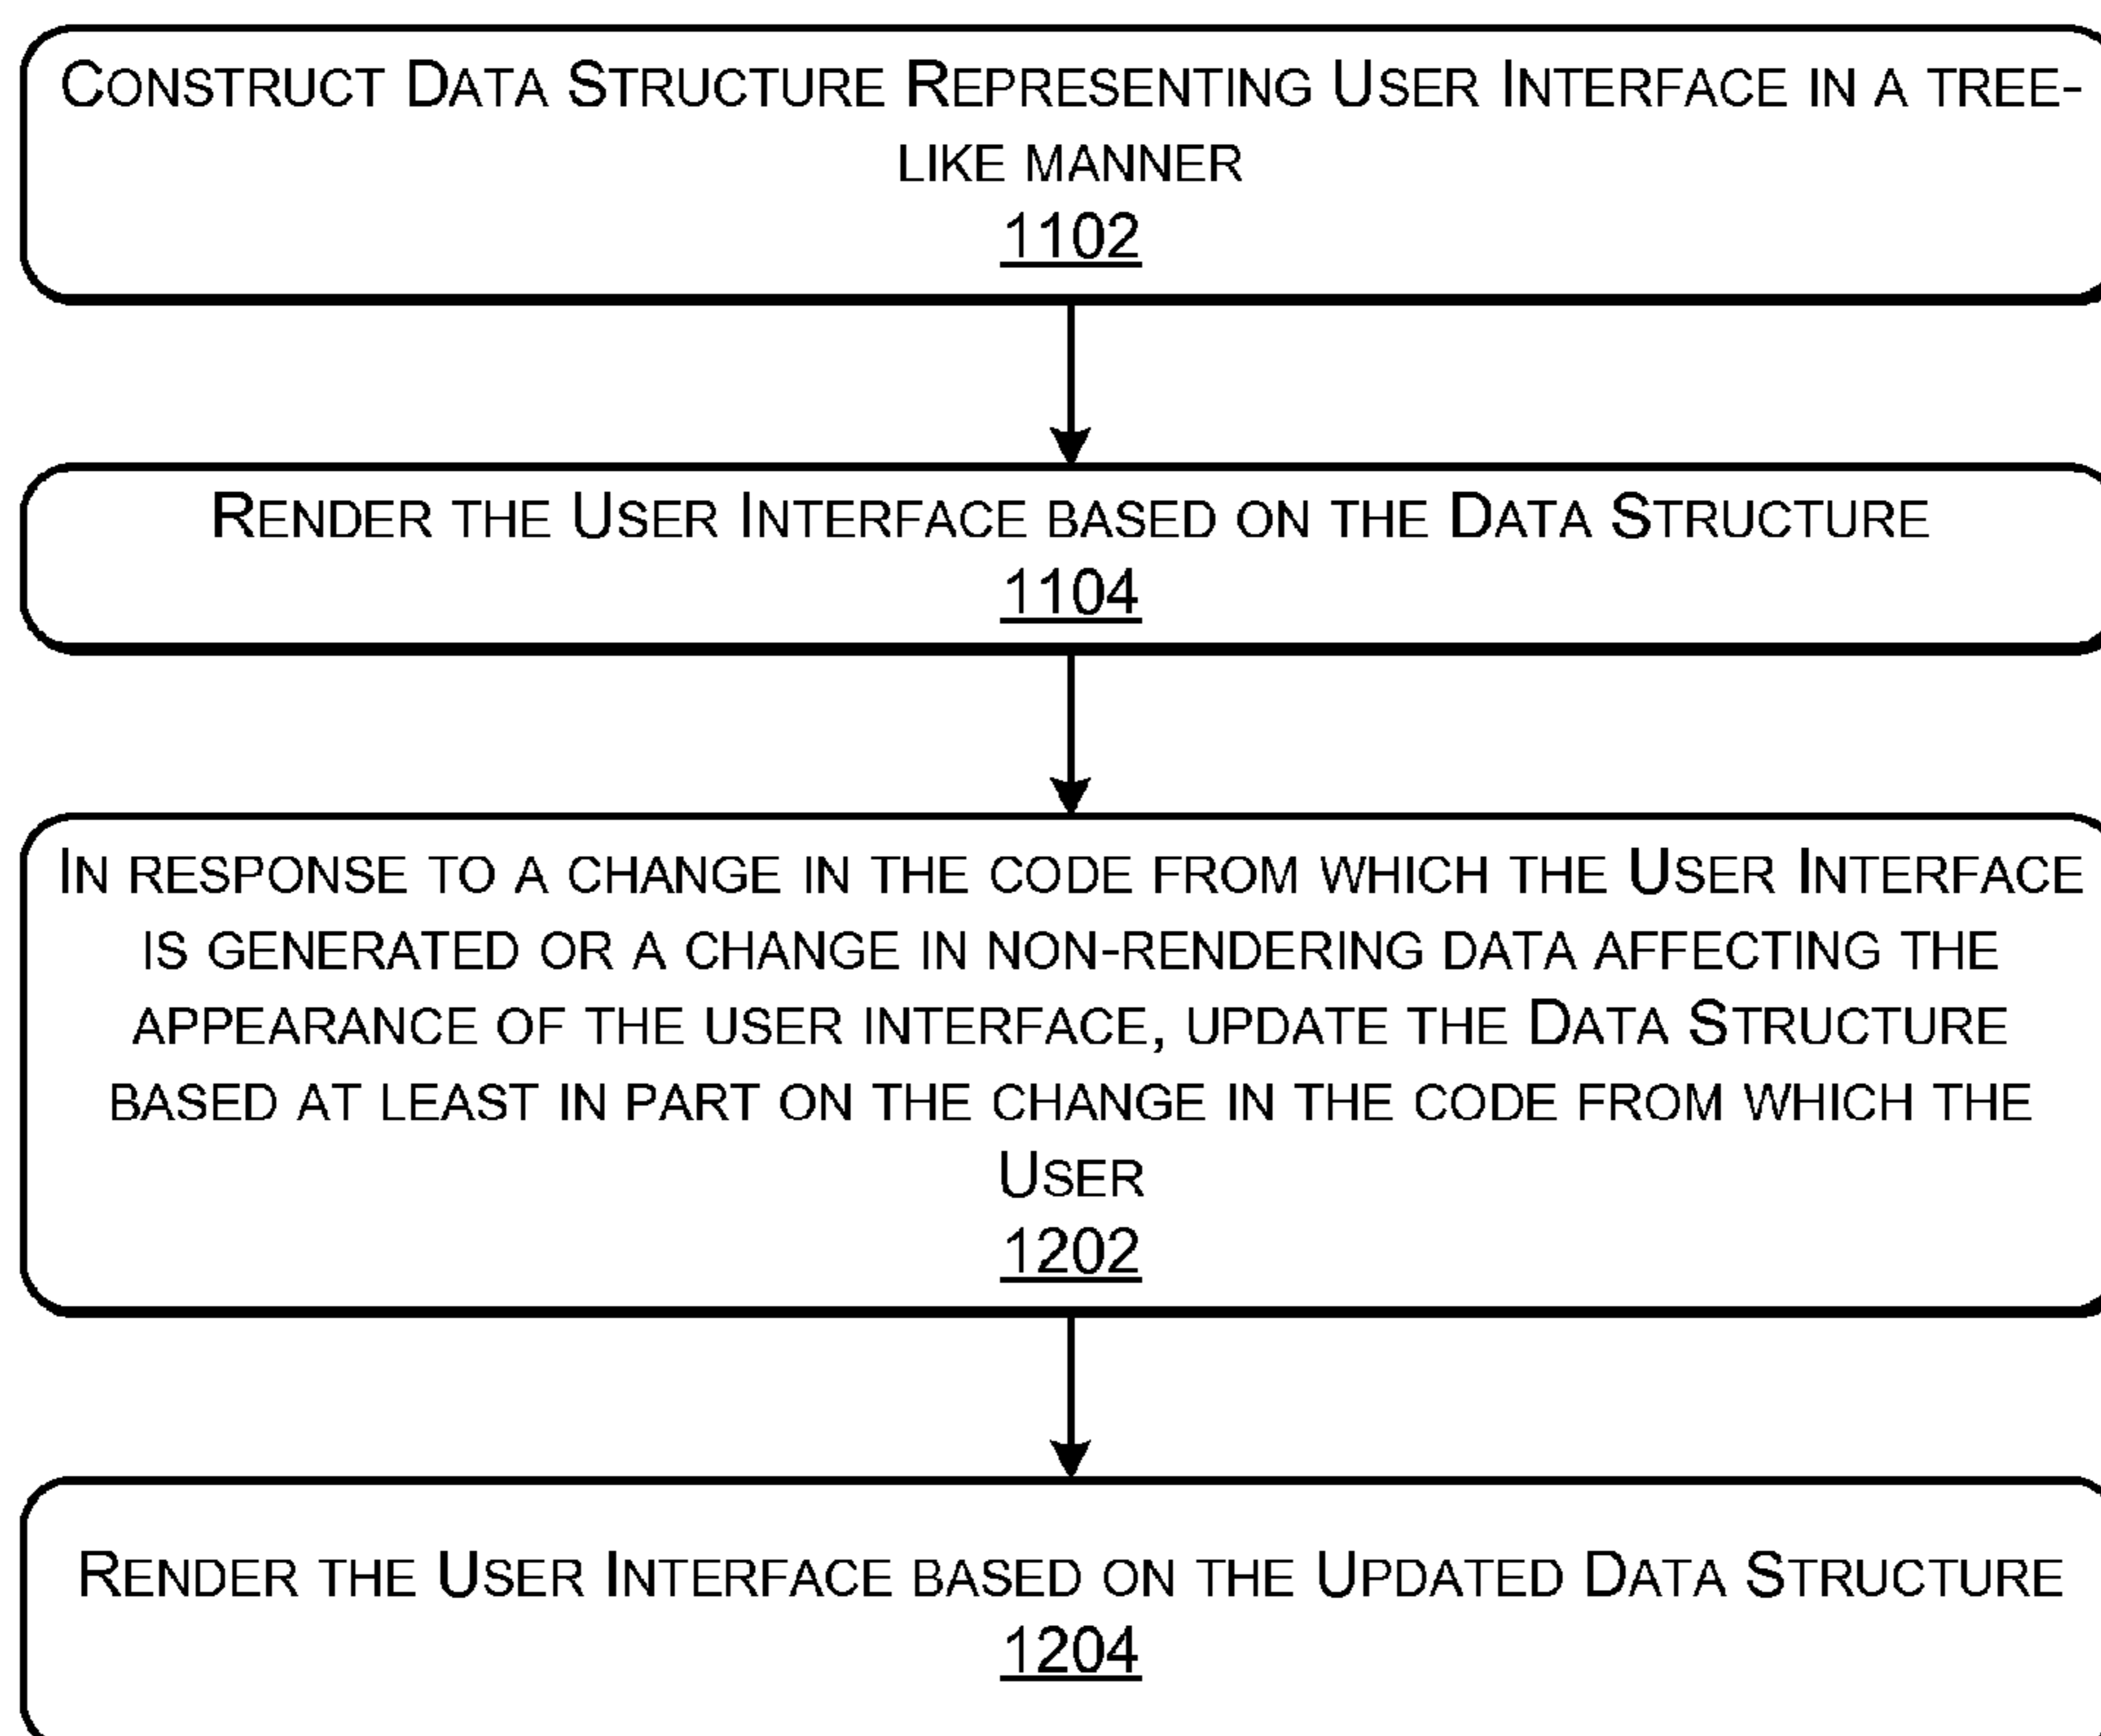 CONSTRUCT DATA STRUCTURE REPRESENTING USER INTERFACE IN A TREE-
LIKE MANNER
1102
RENDER THE USER INTERFACE BASED ON THE DATA STRUCTURE
1104
IN RESPONSE TO A CHANGE IN THE CODE FROM WHICH THE USER INTERFACE
IS GENERATED OR A CHANGE IN NON-RENDERING DATA AFFECTING THE
APPEARANCE OF THE USER INTERFACE, UPDATE THE DATA STRUCTURE
BASED AT LEAST IN PART ON THE CHANGE IN THE CODE FROM WHICH THE
USER
1202
RENDER THE USER INTERFACE BASED ON THE UPDATED DATA STRUCTURE
1204